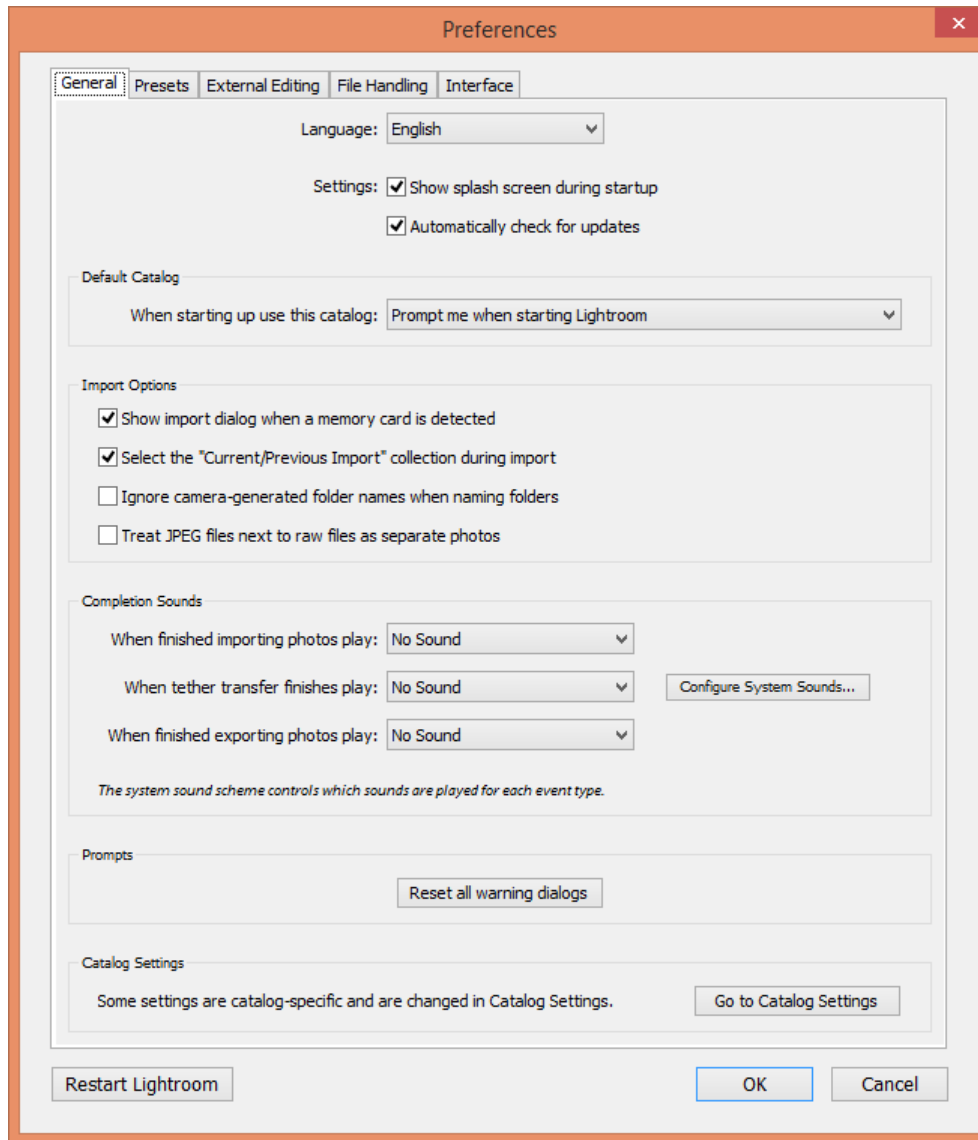 Preferences
General Presets External Editing File Handling Interface
Language: English
Settings: Show splash screen during startup
Automatically check for updates
Default Catalog
When starting up use this catalog: Prompt me when starting Lightroom
Import Options
Show import dialog when a memory card is detected
Select the "Current/Previous Import" collection during import
Ignore camera-generated folder names when naming folders
Treat JPEG files next to raw files as separate photos
Completion Sounds
When finished importing photos play: No Sound
When tether transfer finishes play: No Sound Configure System Sounds...
When finished exporting photos play: No Sound
The system sound scheme controls which sounds are played for each event type.
Prompts
Reset all warning dialogs
Catalog Settings
Some settings are catalog-specific and are changed in Catalog Settings. Go to Catalog Settings
Restart Lightroom OK Cancel